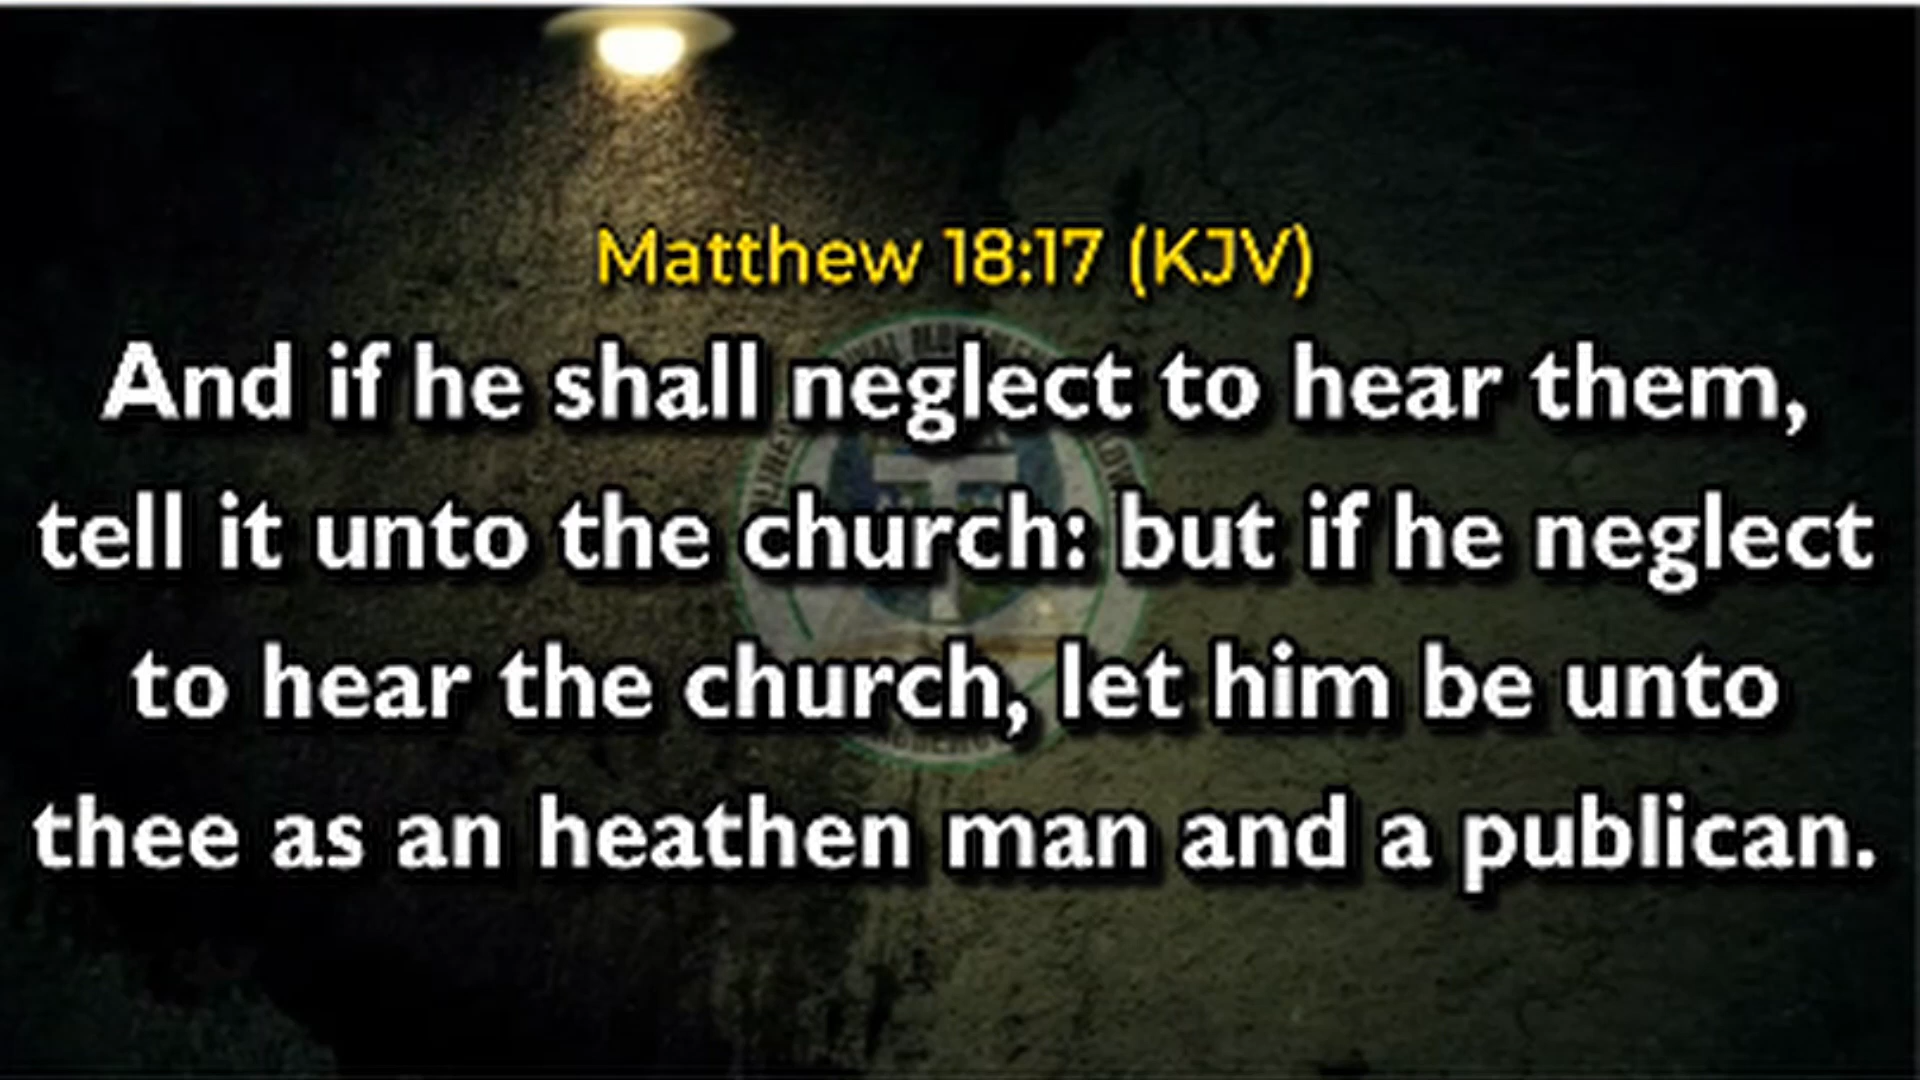 Matthew 18:17 (KJV)
And if he shall neglect to hear them,
tell it unto the church: but if he neglect
to hear the church, let him be unto
thee as an heathen man and a publican.